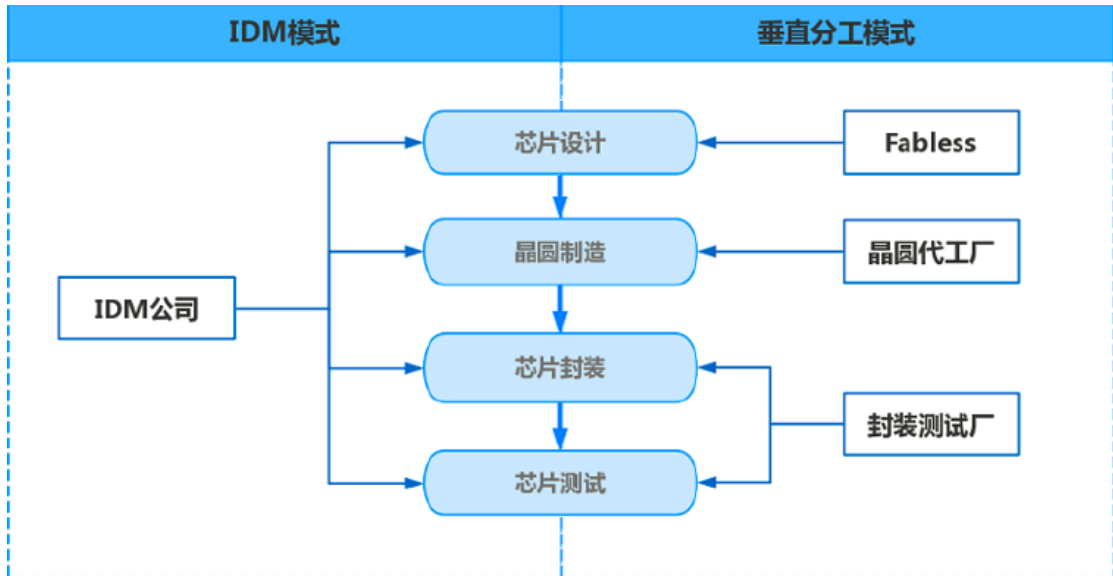 IDM模式
垂直分工模式
芯片设计
Fabless
晶圆制造
晶圆代工厂
IDM公司
芯片封装
封装测试厂
芯片测试